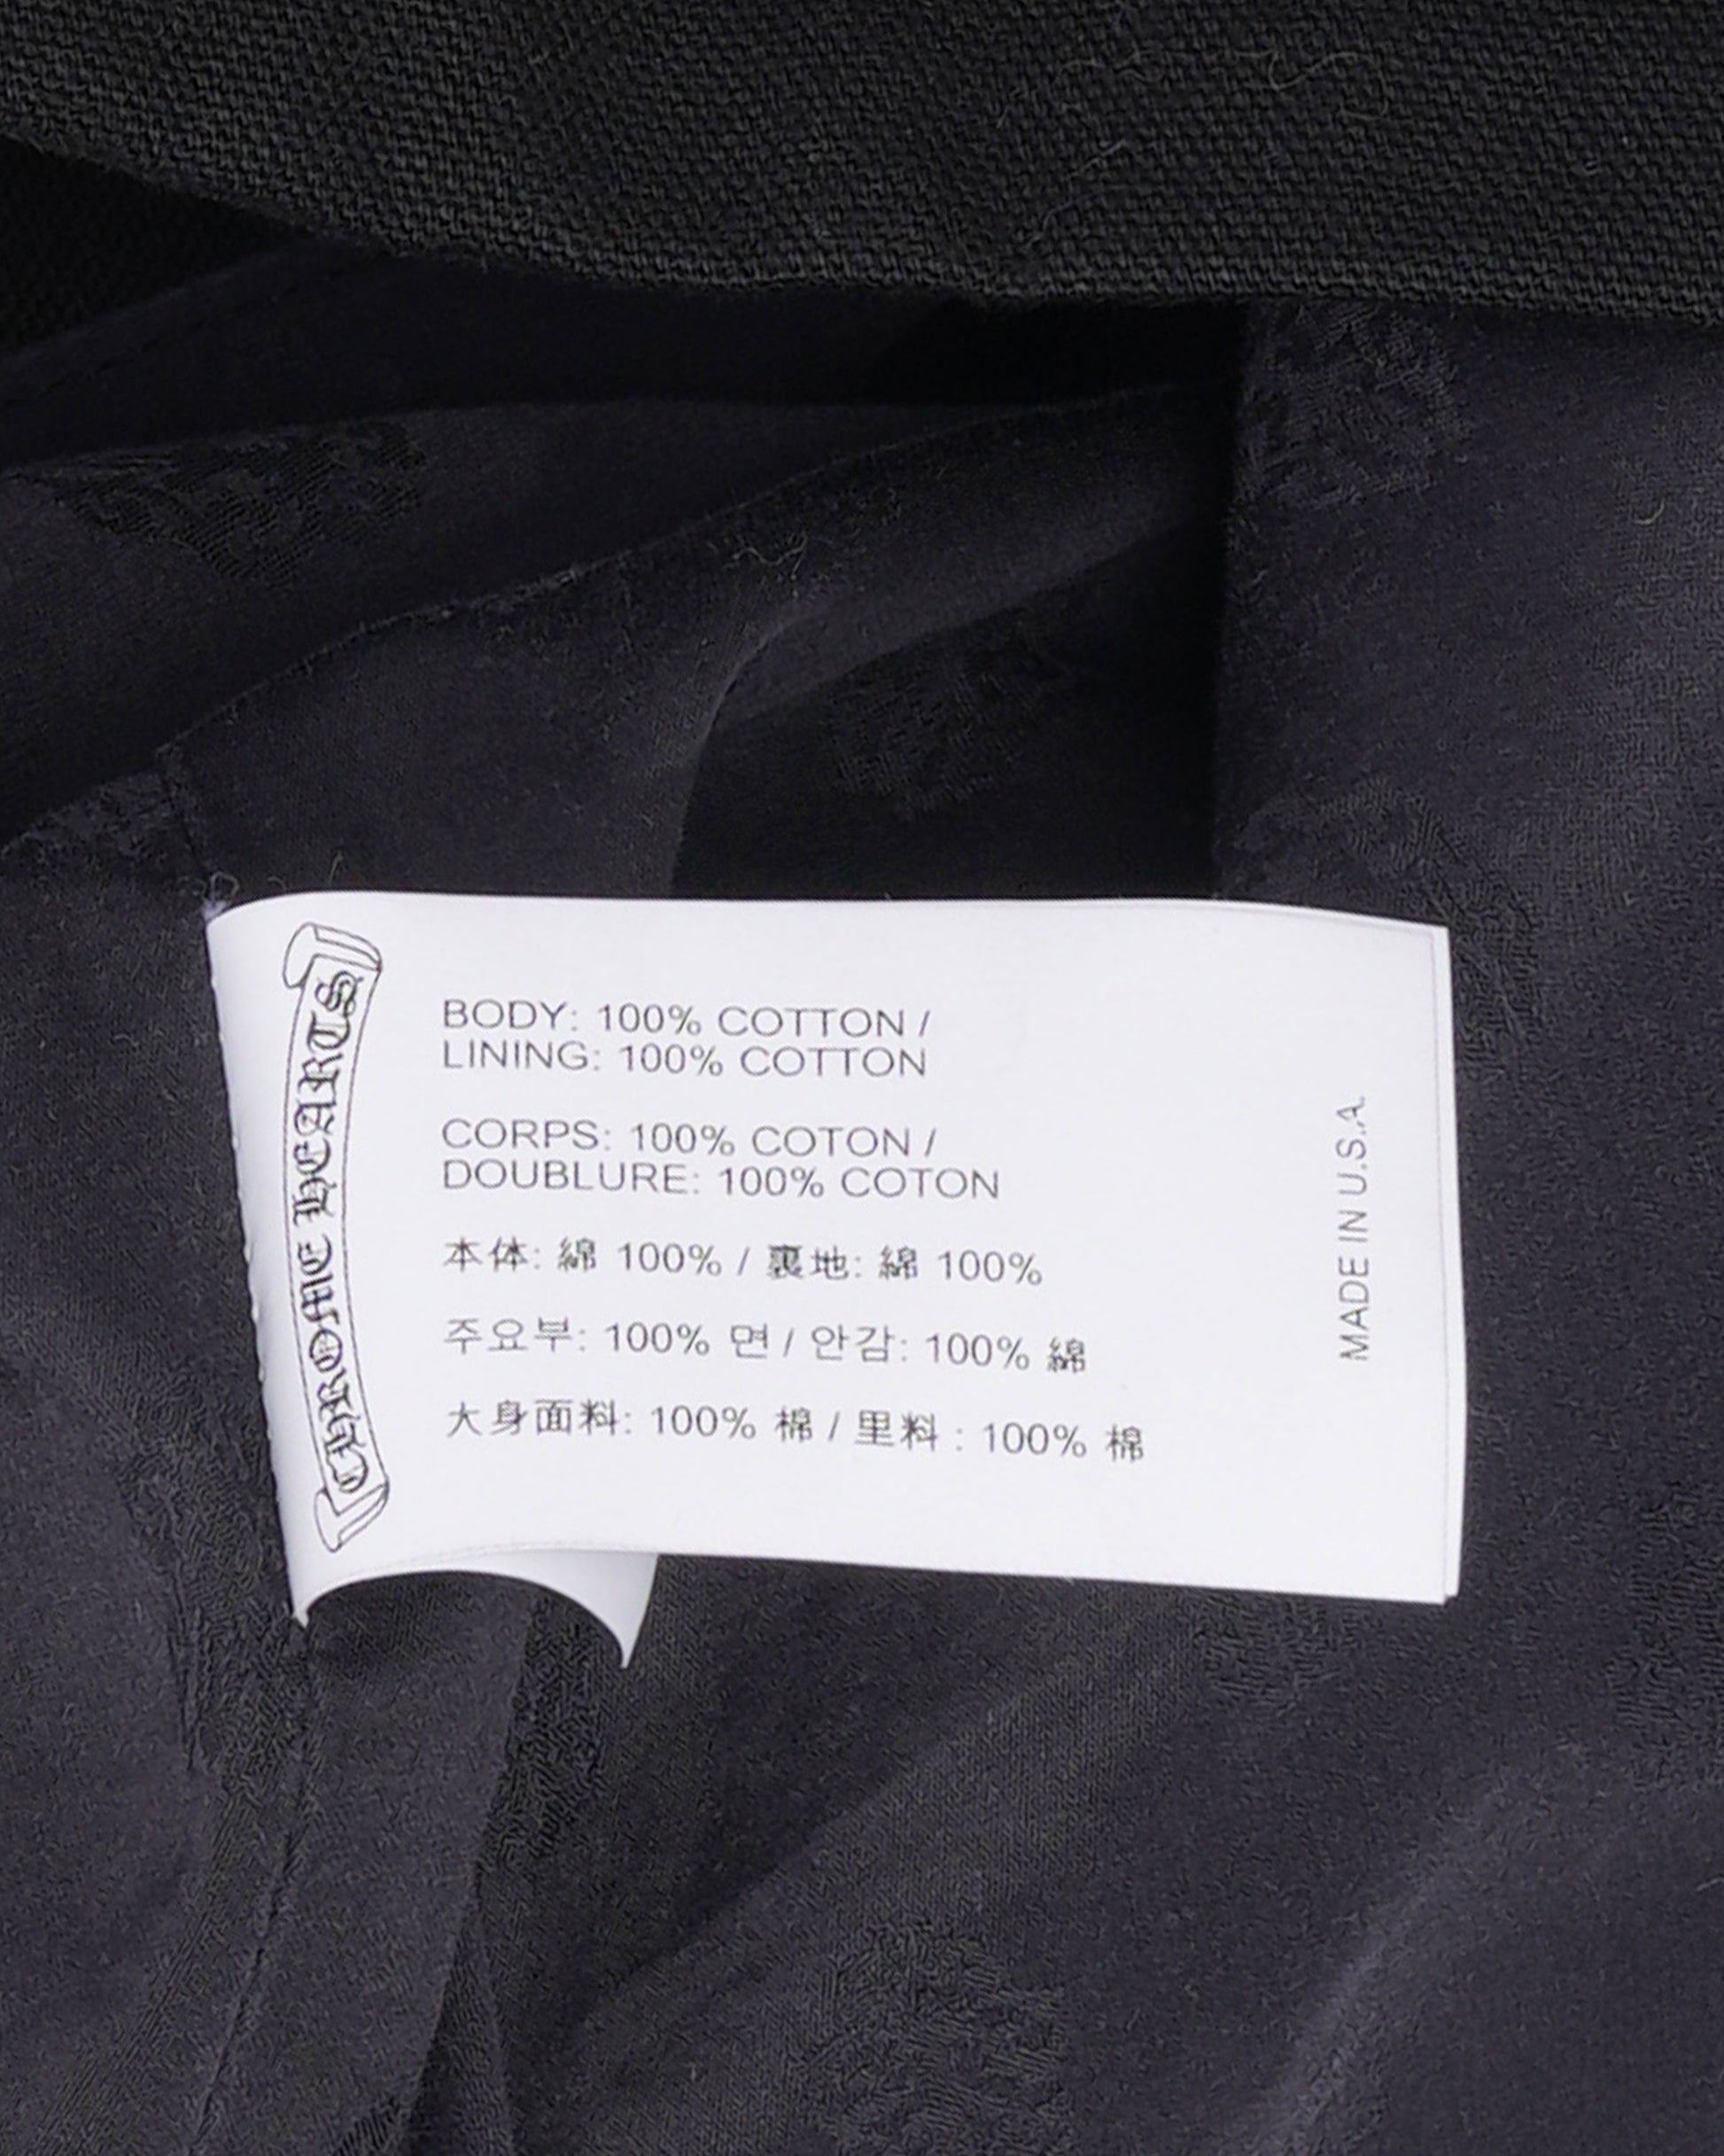 CHROME HEARTS
BODY: 100% COTTON /
LINING: 100% COTTON
CORPS: 100% COTON /
DOUBLURE: 100% COTON
本体: 綿 100% / 裏地: 綿 100%
주요부: 100% 면 / 안감: 100% 綿
大身面料: 100% 棉 / 里料 : 100% 棉
MADE IN U.S.A.